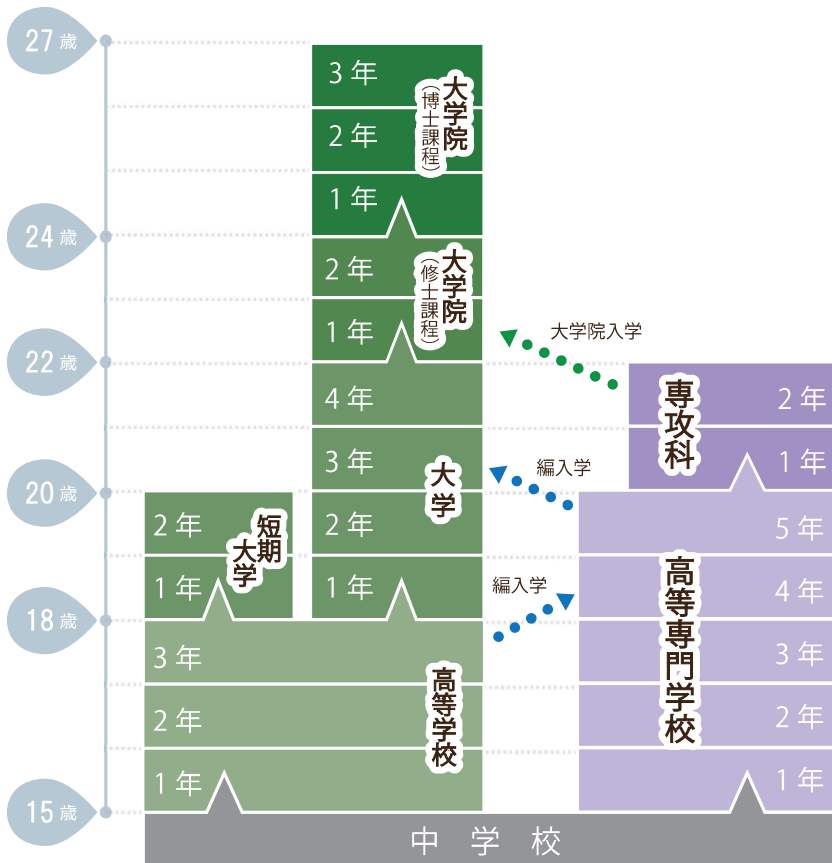 27歳
24歳
22歳
20歳
18歳
15歳
3年
2年
1年
大学院
(博士課程)
2年
1年
大学院
(修士課程)
4年
3年
2年
1年
大学
2年
1年
短期
大学
3年
2年
1年
高等学校
大学院入学
編入学
編入学
2年
1年
専攻科
5年
4年
3年
2年
1年
高等専門学校
中学校